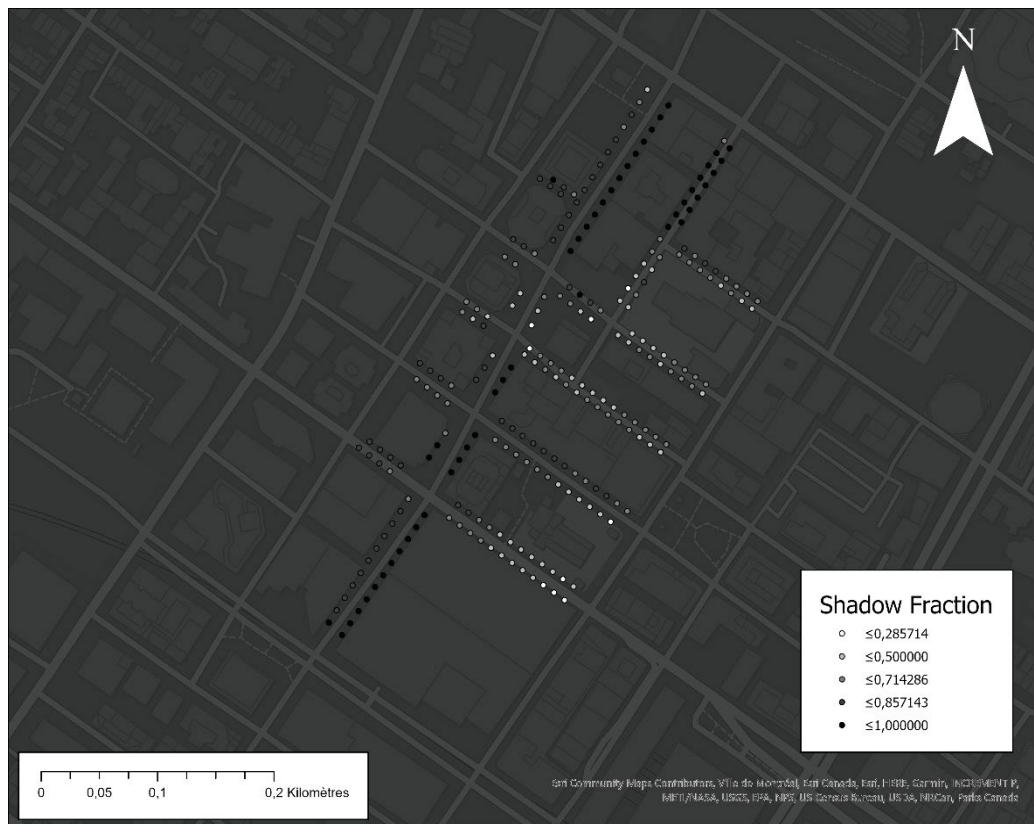 N
Shadow Fraction
≤0,285714
≤0,500000
≤0,714286
≤0,857143
≤1,000000
0 0,05 0,1 0,2 Kilomètres
Esri Community Maps Contributors, Ville de Montréal, Esri Canada, Esri, HERE, Garmin, INCREMENT P,
METI/NASA, USGS, EPA, NPS, US Census Bureau, USDA, NRCan, Parks Canada